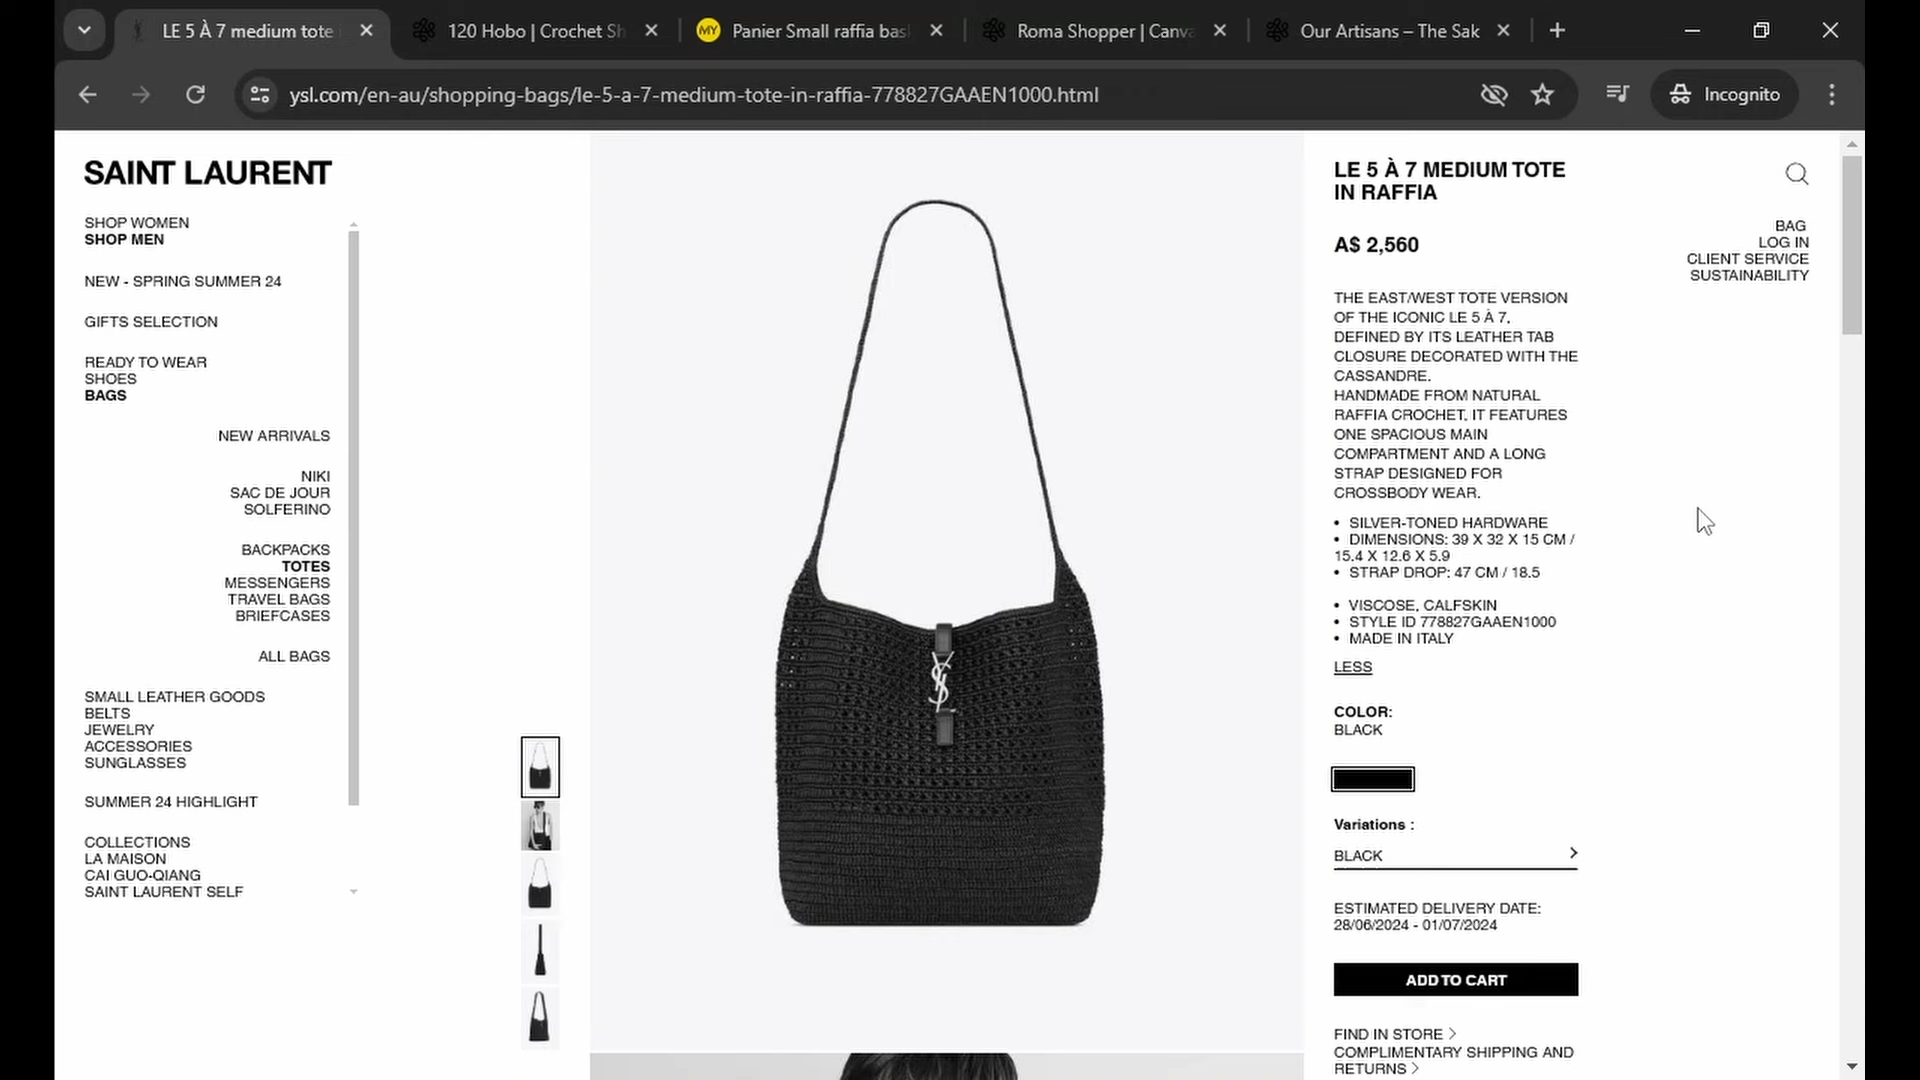 LE 5 À 7 medium tote
120 Hobo | Crochet Sh
MY
Panier Small raffia bas
Roma Shopper | Canva
Our Artisans – The Sak
ysl.com/en-au/shopping-bags/le-5-a-7-medium-tote-in-raffia-778827GAAEN1000.html
Incognito
SAINT LAURENT
SHOP WOMEN
SHOP MEN
NEW - SPRING SUMMER 24
GIFTS SELECTION
READY TO WEAR
SHOES
BAGS
NEW ARRIVALS
NIKI
SAC DE JOUR
SOLFERINO
BACKPACKS
TOTES
MESSENGERS
TRAVEL BAGS
BRIEFCASES
ALL BAGS
SMALL LEATHER GOODS
BELTS
JEWELRY
ACCESSORIES
SUNGLASSES
SUMMER 24 HIGHLIGHT
COLLECTIONS
LA MAISON
CAI GUO-QIANG
SAINT LAURENT SELF
YSL
LE 5 À 7 MEDIUM TOTE
IN RAFFIA
A$ 2,560
THE EAST/WEST TOTE VERSION
OF THE ICONIC LE 5 À 7,
DEFINED BY ITS LEATHER TAB
CLOSURE DECORATED WITH THE
CASSANDRE.
HANDMADE FROM NATURAL
RAFFIA CROCHET, IT FEATURES
ONE SPACIOUS MAIN
COMPARTMENT AND A LONG
STRAP DESIGNED FOR
CROSSBODY WEAR.
• SILVER-TONED HARDWARE
• DIMENSIONS: 39 X 32 X 15 CM /
15.4 X 12.6 X 5.9
• STRAP DROP: 47 CM / 18.5
• VISCOSE, CALFSKIN
• STYLE ID 778827GAAEN1000
• MADE IN ITALY
LESS
COLOR:
BLACK
Variations :
BLACK
ESTIMATED DELIVERY DATE:
28/06/2024 - 01/07/2024
ADD TO CART
FIND IN STORE
COMPLIMENTARY SHIPPING AND
RETURNS
BAG
LOG IN
CLIENT SERVICE
SUSTAINABILITY